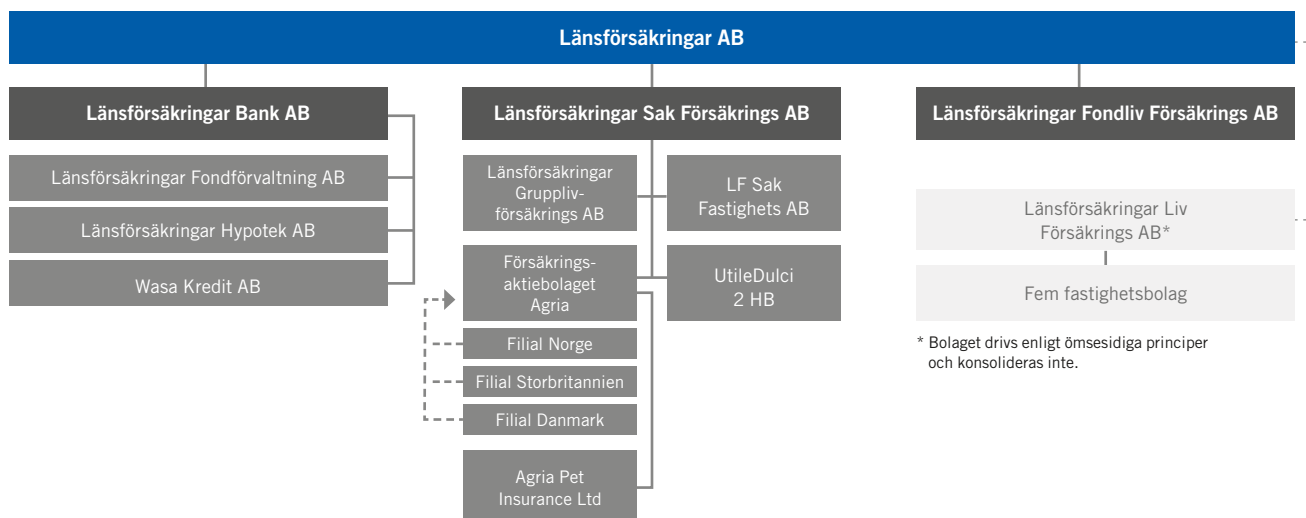 Länsförsäkringar AB
Länsförsäkringar Bank AB
Länsförsäkringar Fondförvaltning AB
Länsförsäkringar Hypotek AB
Wasa Kredit AB
Länsförsäkringar Sak Försäkrings AB
Länsförsäkringar
Gruppliv-
försäkrings AB
LF Sak
Fastighets AB
Försäkrings-
aktiebolaget
Agria
UtileDulci
2 HB
Filial Norge
Filial Storbritannien
Filial Danmark
Agria Pet
Insurance Ltd
Länsförsäkringar Fondliv Försäkrings AB
Länsförsäkringar Liv
Försäkrings AB*
Fem fastighetsbolag
* Bolaget drivs enligt ömsesidiga principer
och konsolideras inte.